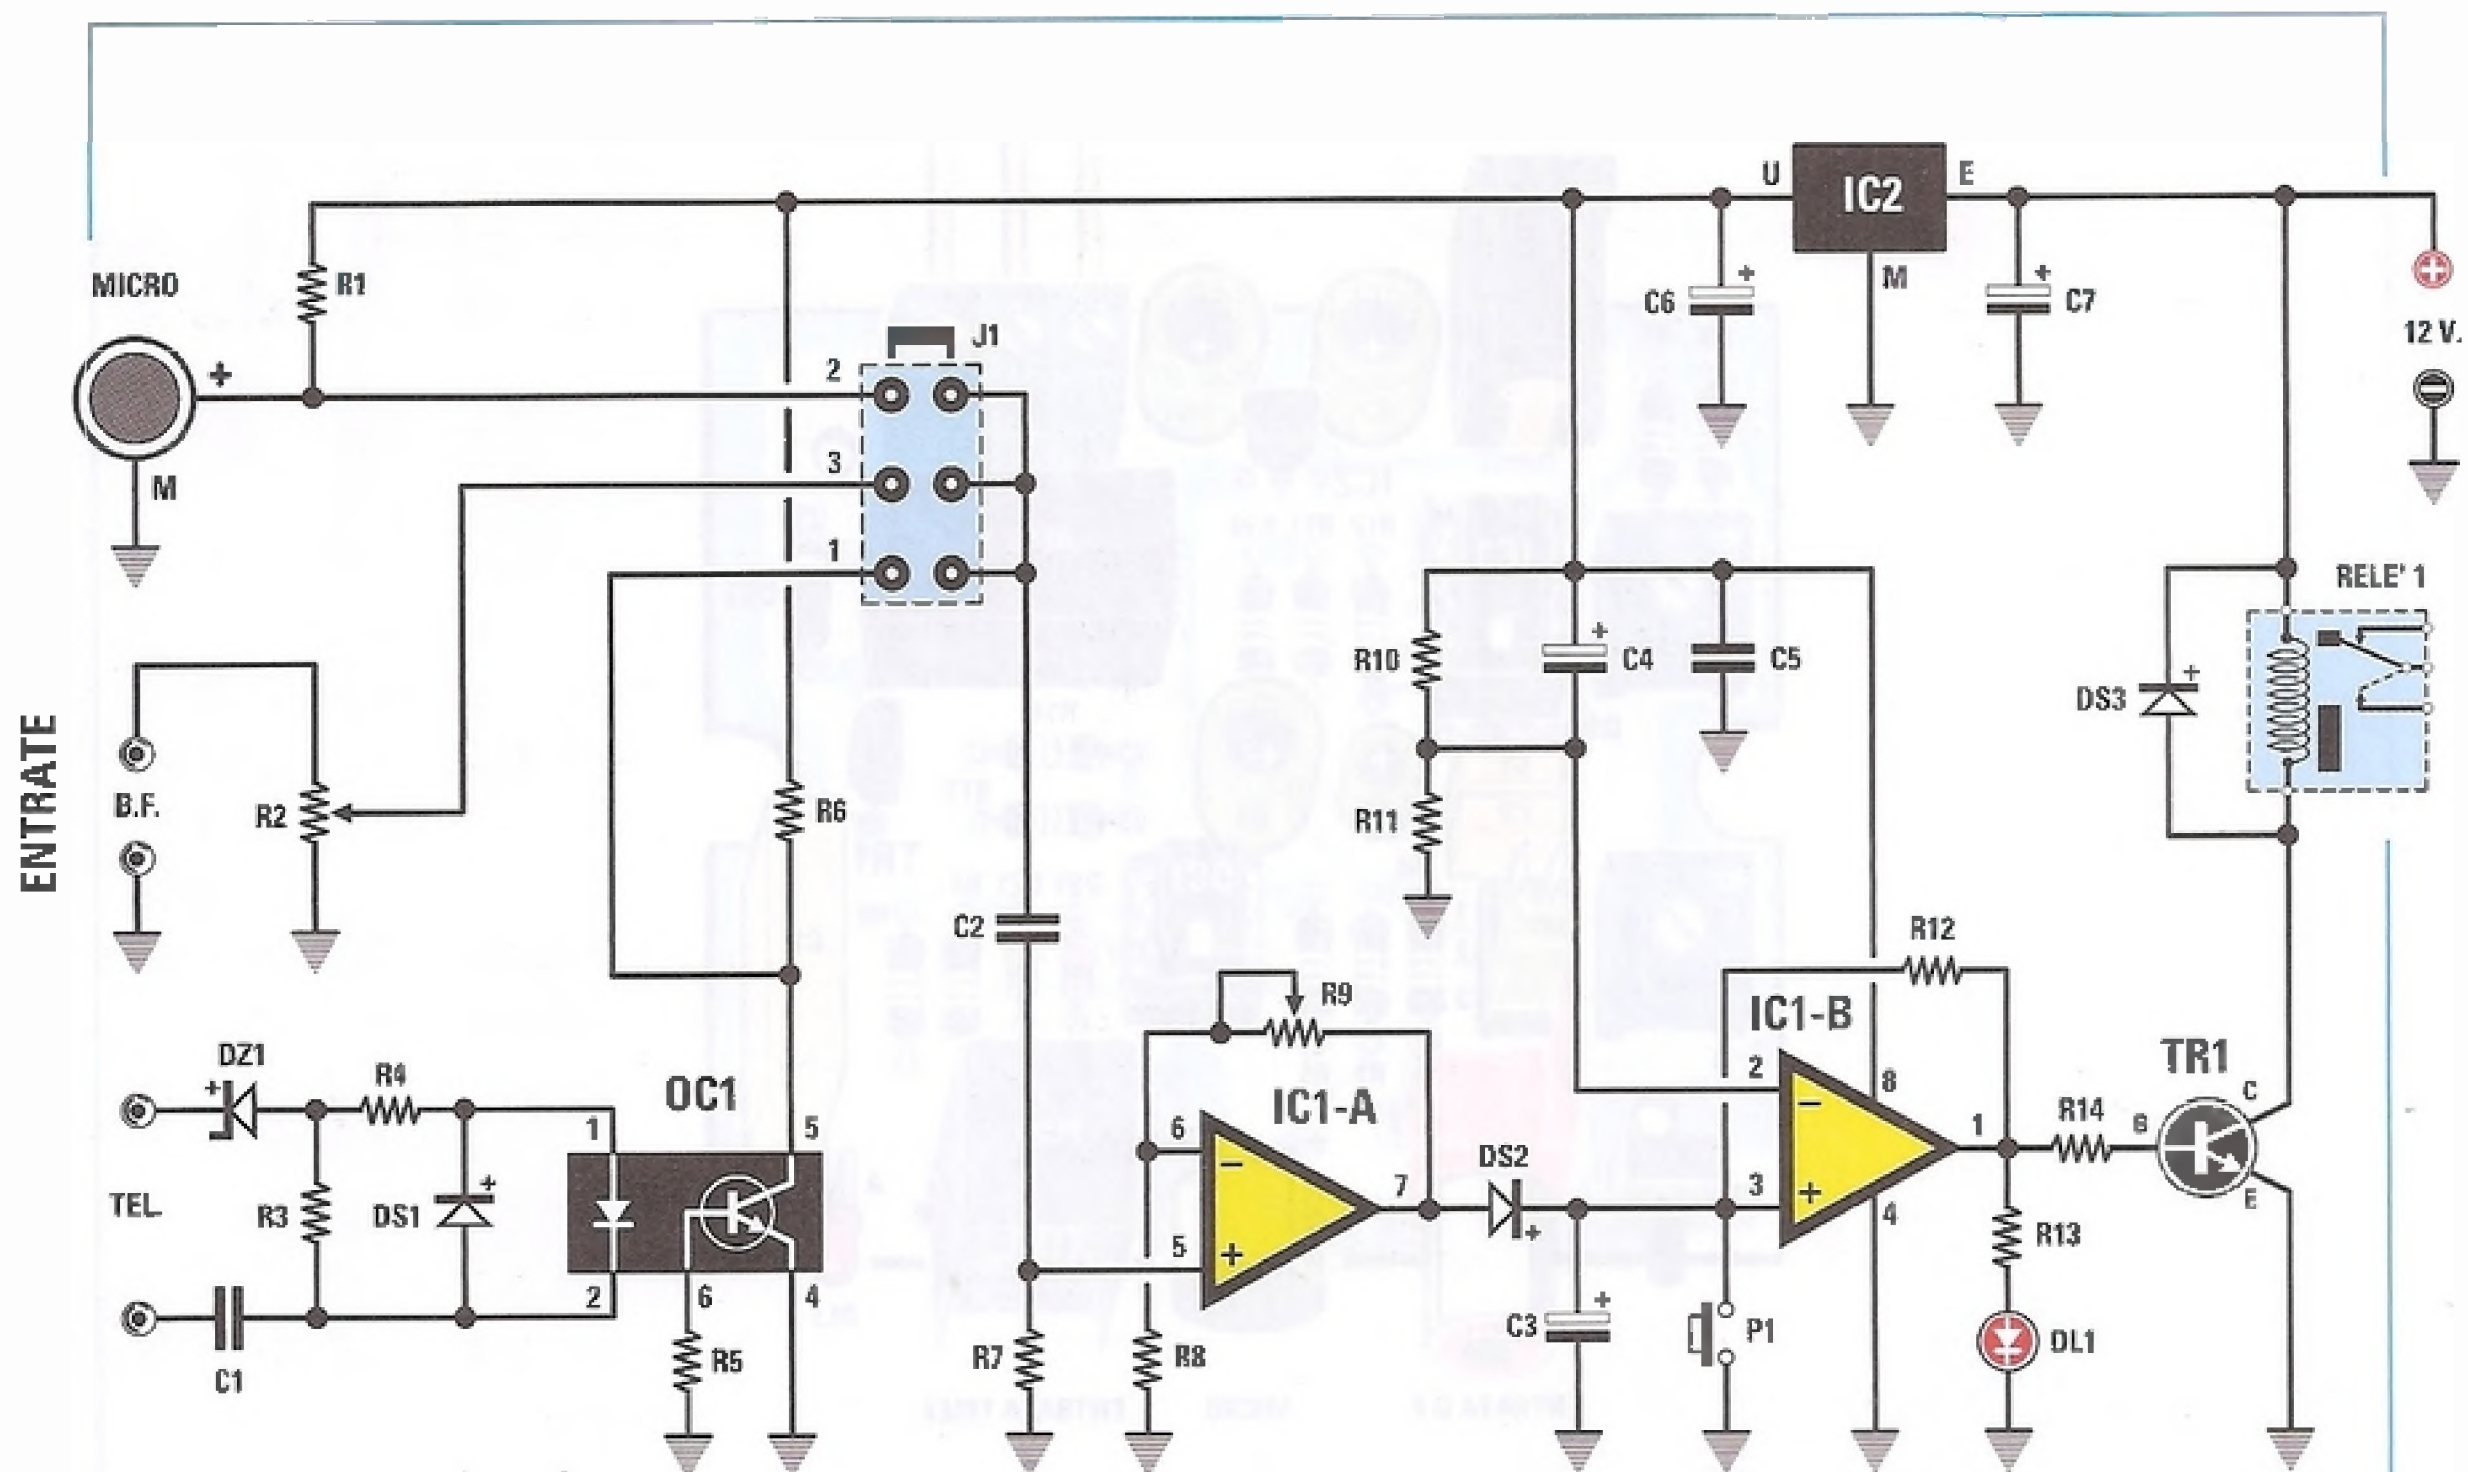 U
IC2
E
M
C6
+
C7
+
12 V.
MICRO
R1
+
M
J1
2
3
1
RELE' 1
DS3
+
R10
C4
+
C5
R11
ENTRATE
B.F.
R2
R6
C2
R12
R9
IC1-B
IC1-A
2
8
3
4
1
−
+
6
5
7
−
+
DS2
+
R14
TR1
B
C
E
R13
DL1
P1
C3
+
DZ1
+
R4
OC1
1
5
TEL.
R3
DS1
+
2
6
4
C1
R5
R7
R8